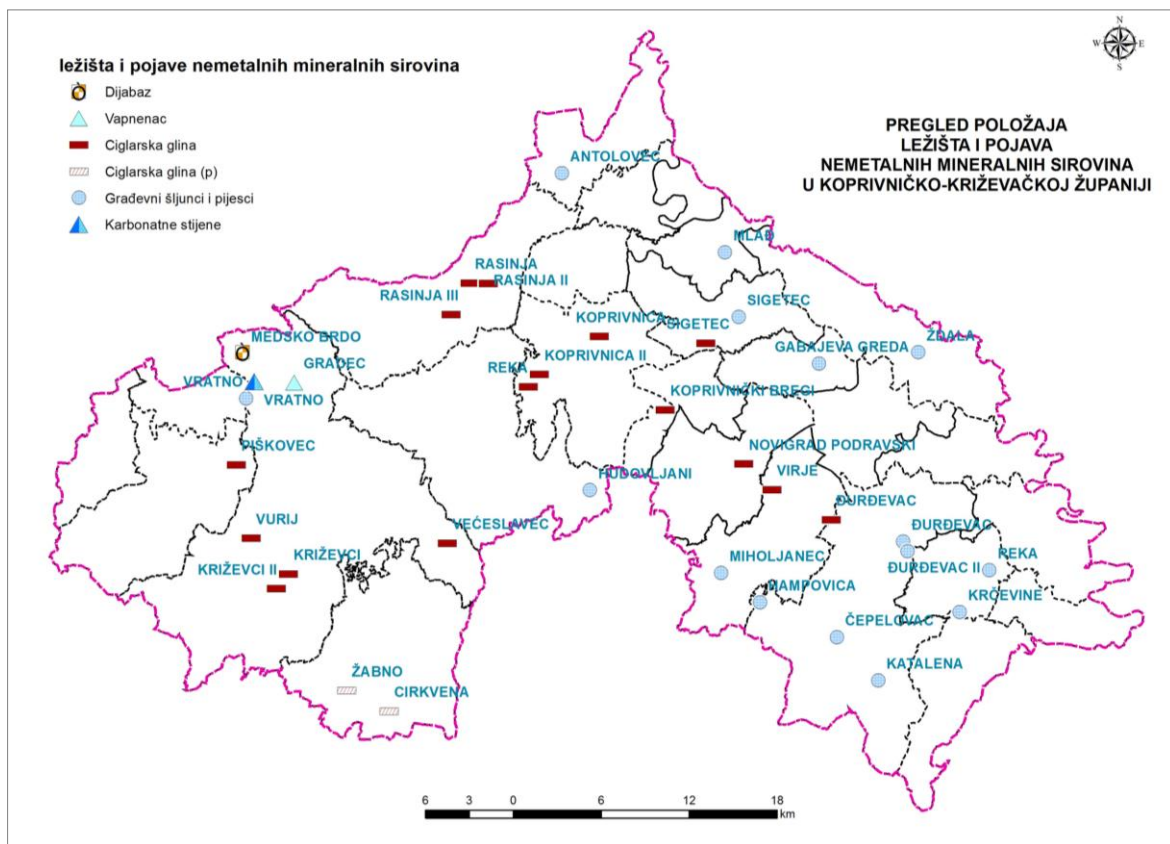 N
W E
S
ležišta i pojave nemetalnih mineralnih sirovina
Dijabaz
Vapnenac
Ciglarska glina
Ciglarska glina (p)
Građevni šljunci i pijesci
Karbonatne stijene
PREGLED POLOŽAJA
LEŽIŠTA I POJAVA
NEMETALNIH MINERALNIH SIROVINA
U KOPRIVNIČKO-KRIŽEVAČKOJ ŽUPANIJI
ANTOLOVEC
MLAĐ
RASINJA
RASINJA II
RASINJA III
SIGETEC
KOPRIVNICA
SIGETEC
MEDSKO BRDO
GRADEC
ŽDALA
GABAJEVA GREDA
KOPRIVNICA II
REKA
VRATNO
VRATNO
KOPRIVNIČKI BREGI
PIŠKOVEC
NOVIGRAD PODRAVSKI
HUDOVLJANI
VIRJE
ĐURĐEVAC
VURIJ
VEĆESLAVEC
ĐURĐEVAC
KRIŽEVCI
KRIŽEVCI II
MIHOLJANEC
ĐURĐEVAC II
REKA
HAMPOVICA
KRČEVINE
ČEPELOVAC
ŽABNO
KATALENA
CIRKVENA
6 3 0 6 12 18
km